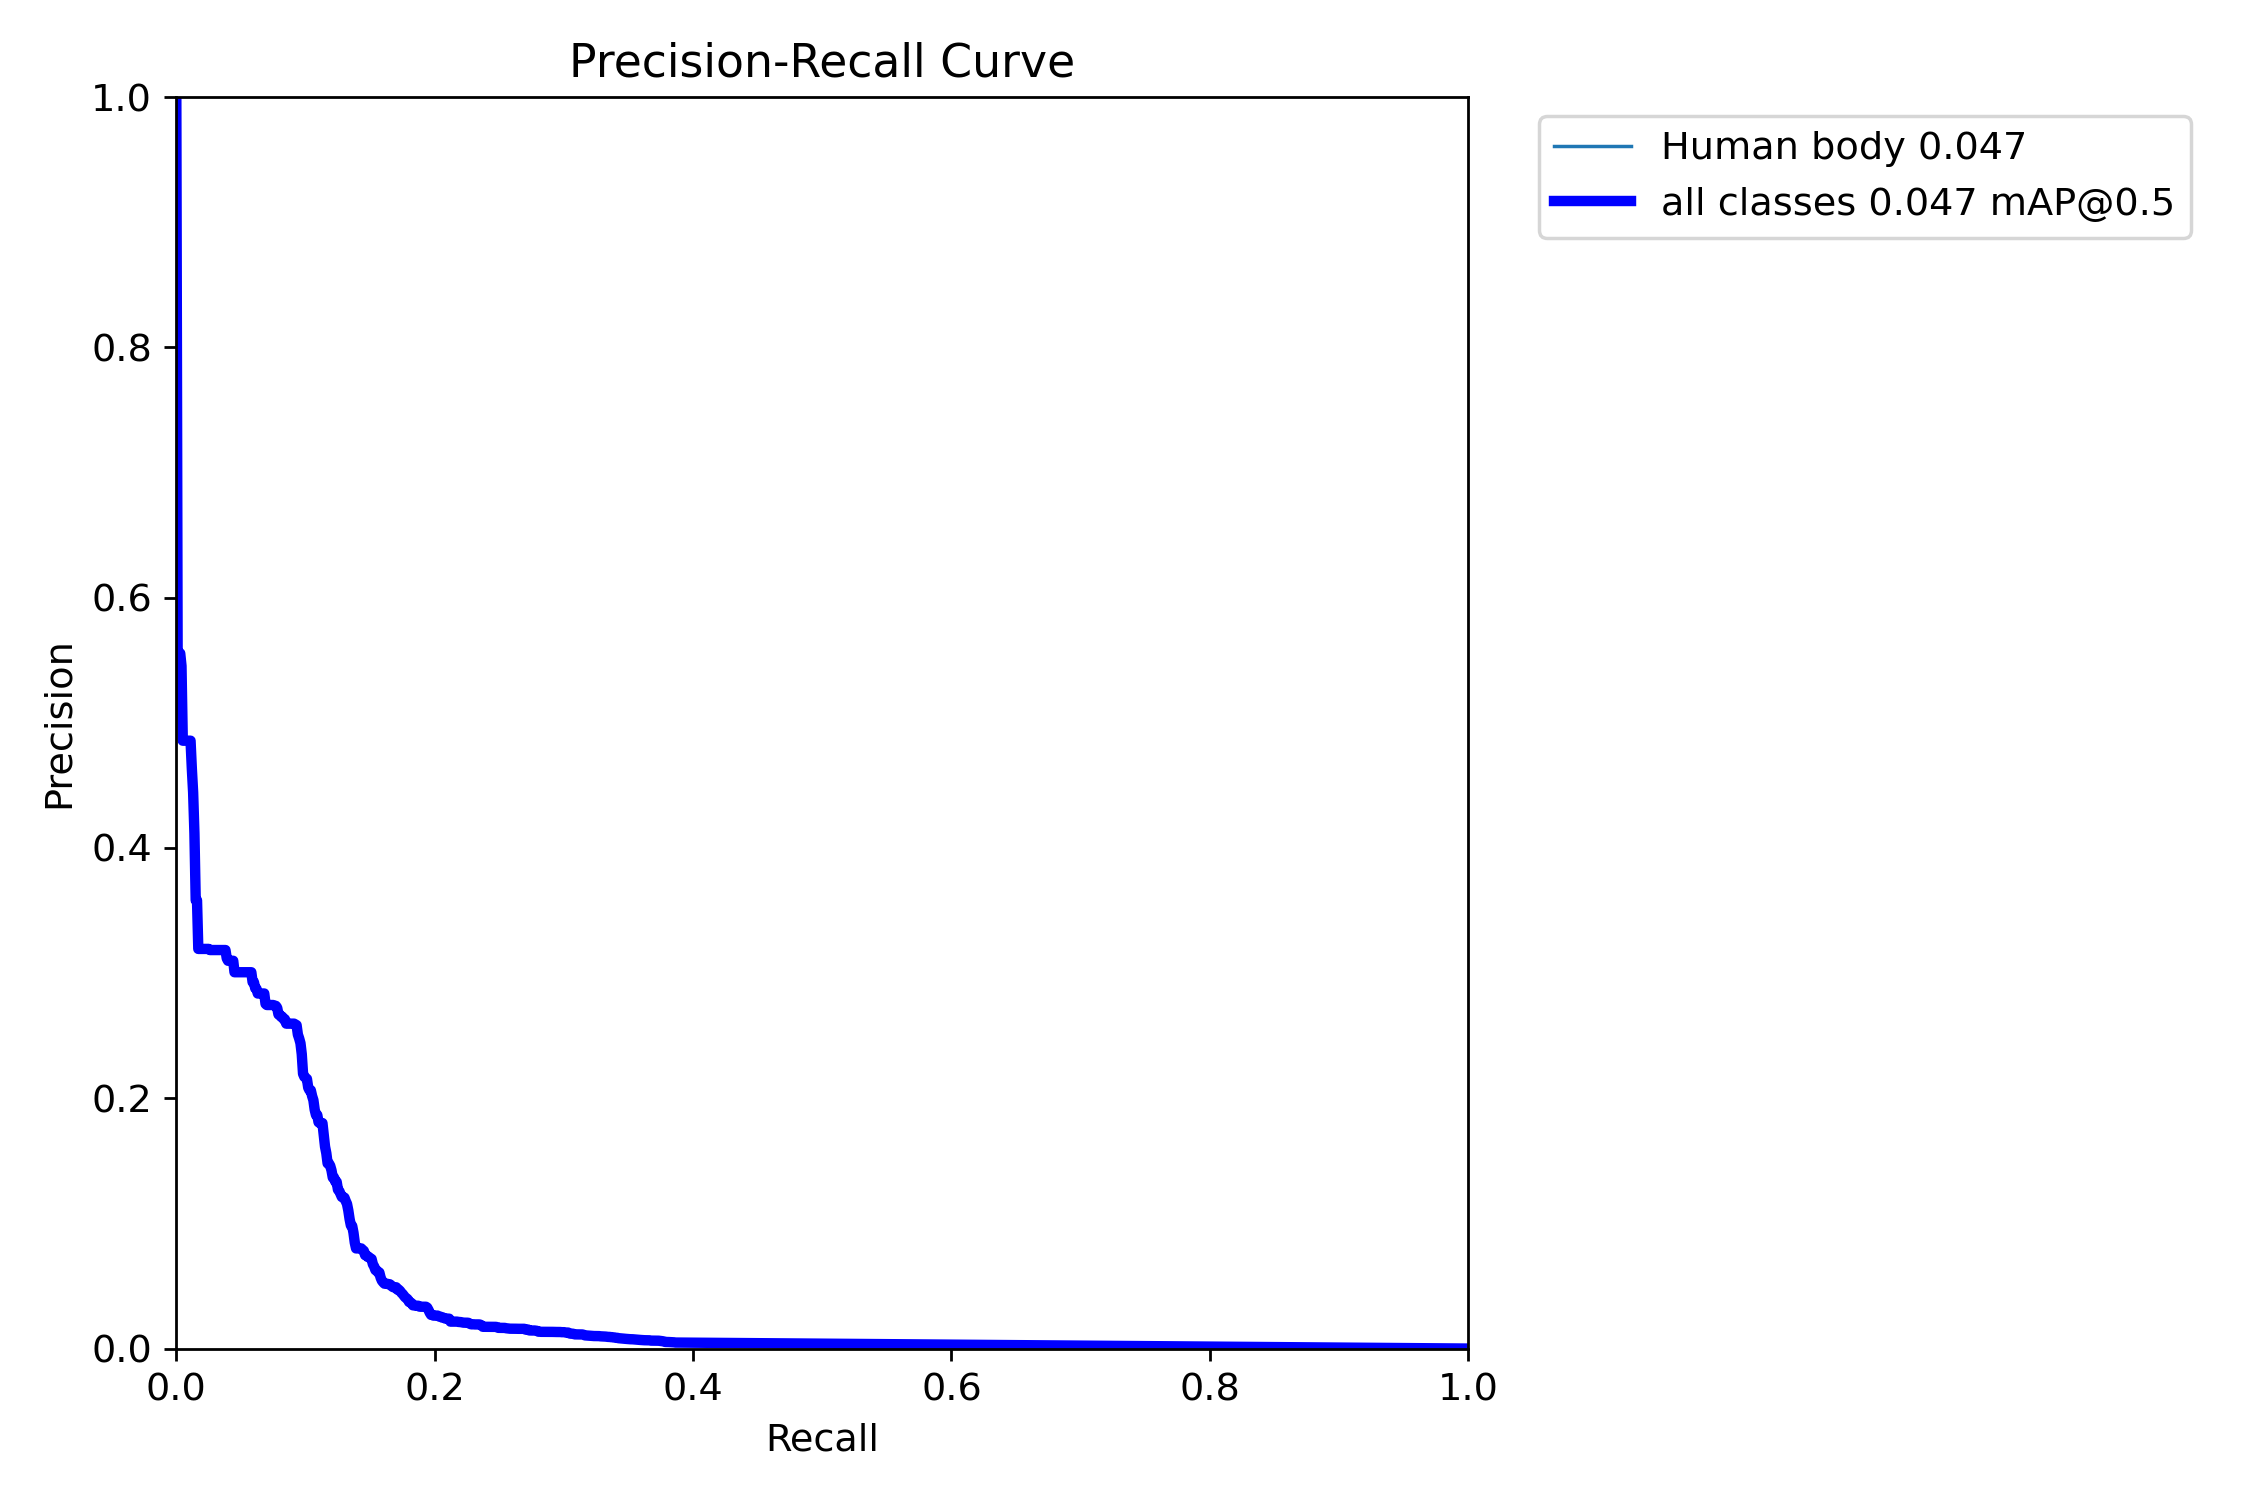 Precision-Recall Curve
Human body 0.047
all classes 0.047 mAP@0.5
1.0
0.8
0.6
0.4
0.2
0.0
Precision
0.0 0.2 0.4 0.6 0.8 1.0
Recall